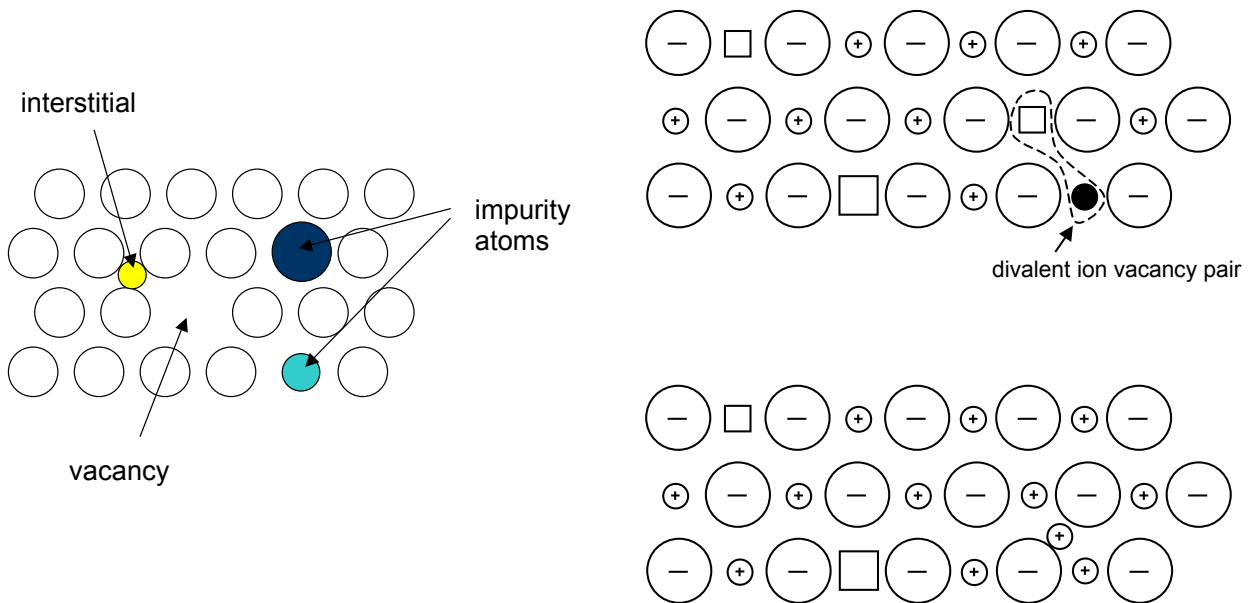 interstitial
impurity
atoms
vacancy
divalent ion vacancy pair